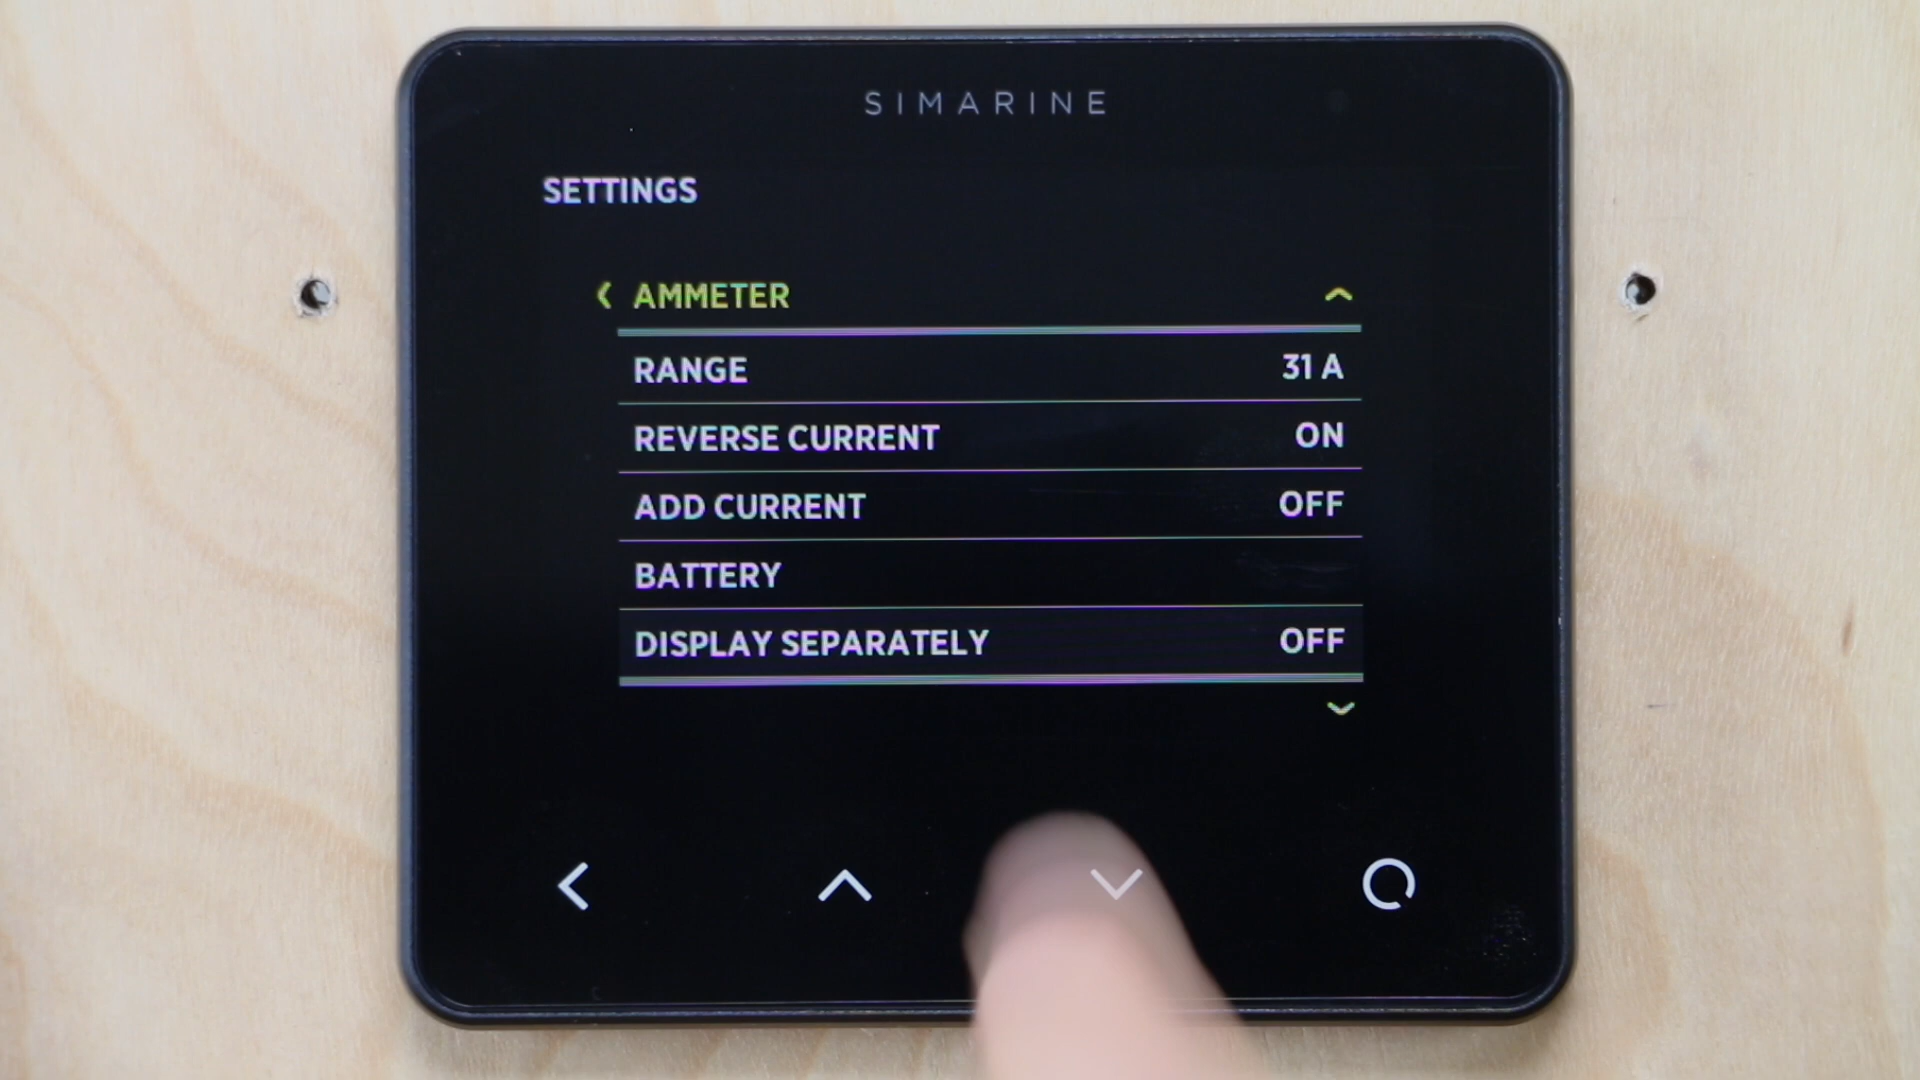 SIMARINE
SETTINGS
AMMETER
RANGE 31 A
REVERSE CURRENT ON
ADD CURRENT OFF
BATTERY
DISPLAY SEPARATELY OFF